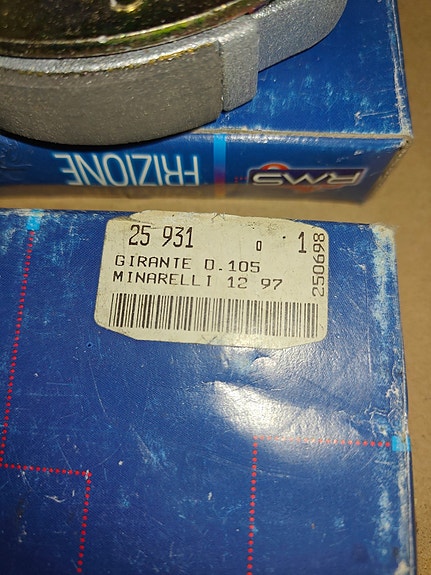 FRIZIONE
RMS
25 931 0 1
GIRANTE D.105
MINARELLI 12 97
250698